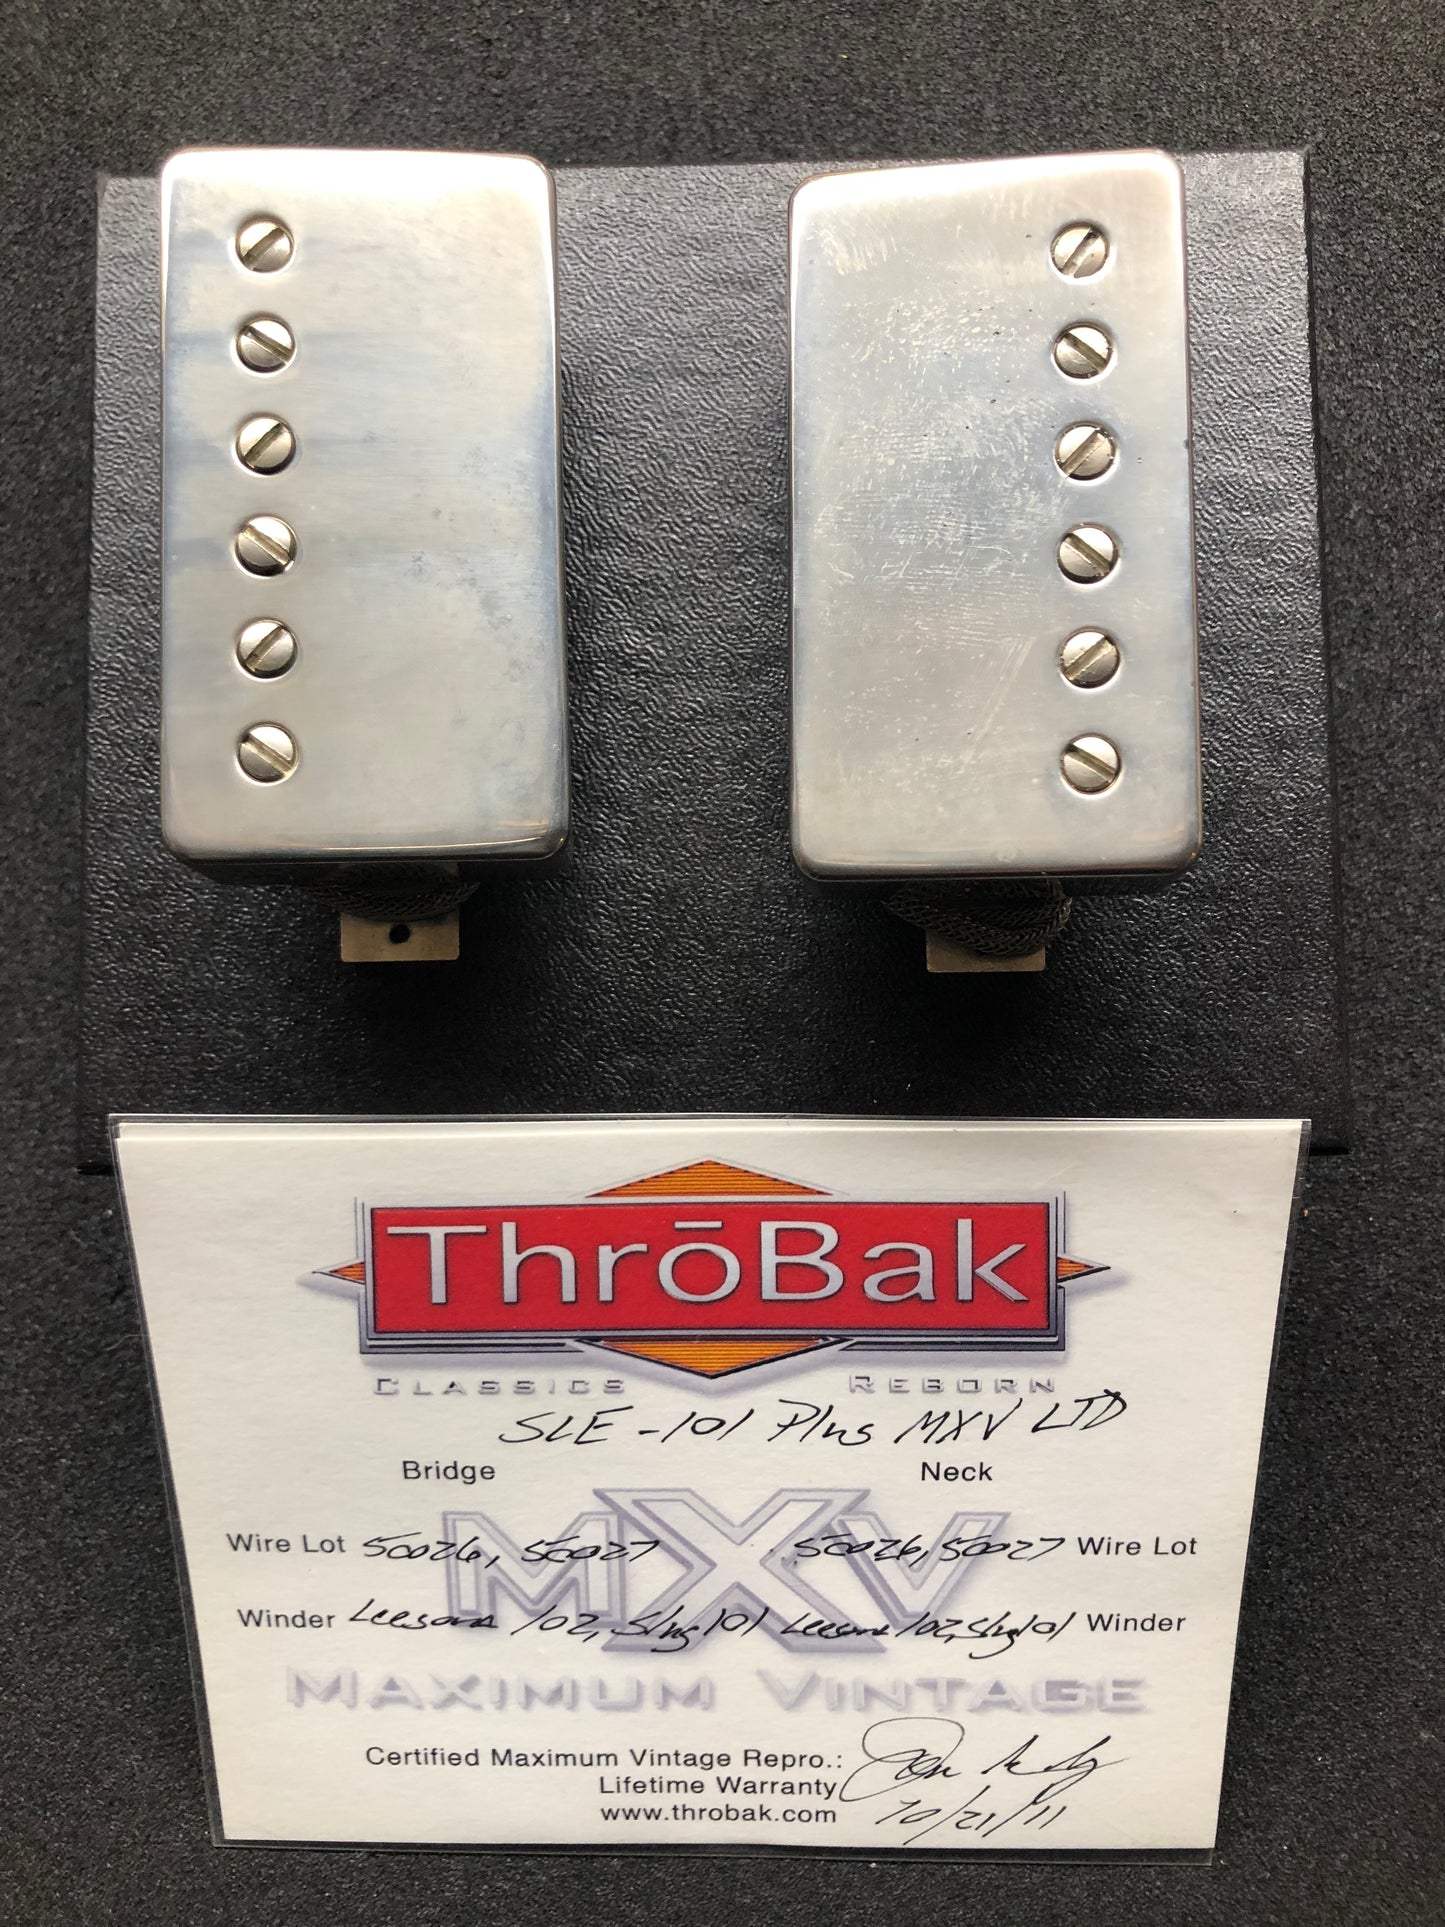 ThrōBak
CLASSICS REBORN
SLE-101 Plus MXV LTD
Bridge Neck
MXV
Wire Lot 50026, 50027 50026, 50027 Wire Lot
Winder Leesona 102, Slug 101 Leesona 102, Slug 101 Winder
MAXIMUM VINTAGE
Certified Maximum Vintage Repro.:
Lifetime Warranty
www.throbak.com 10/21/11